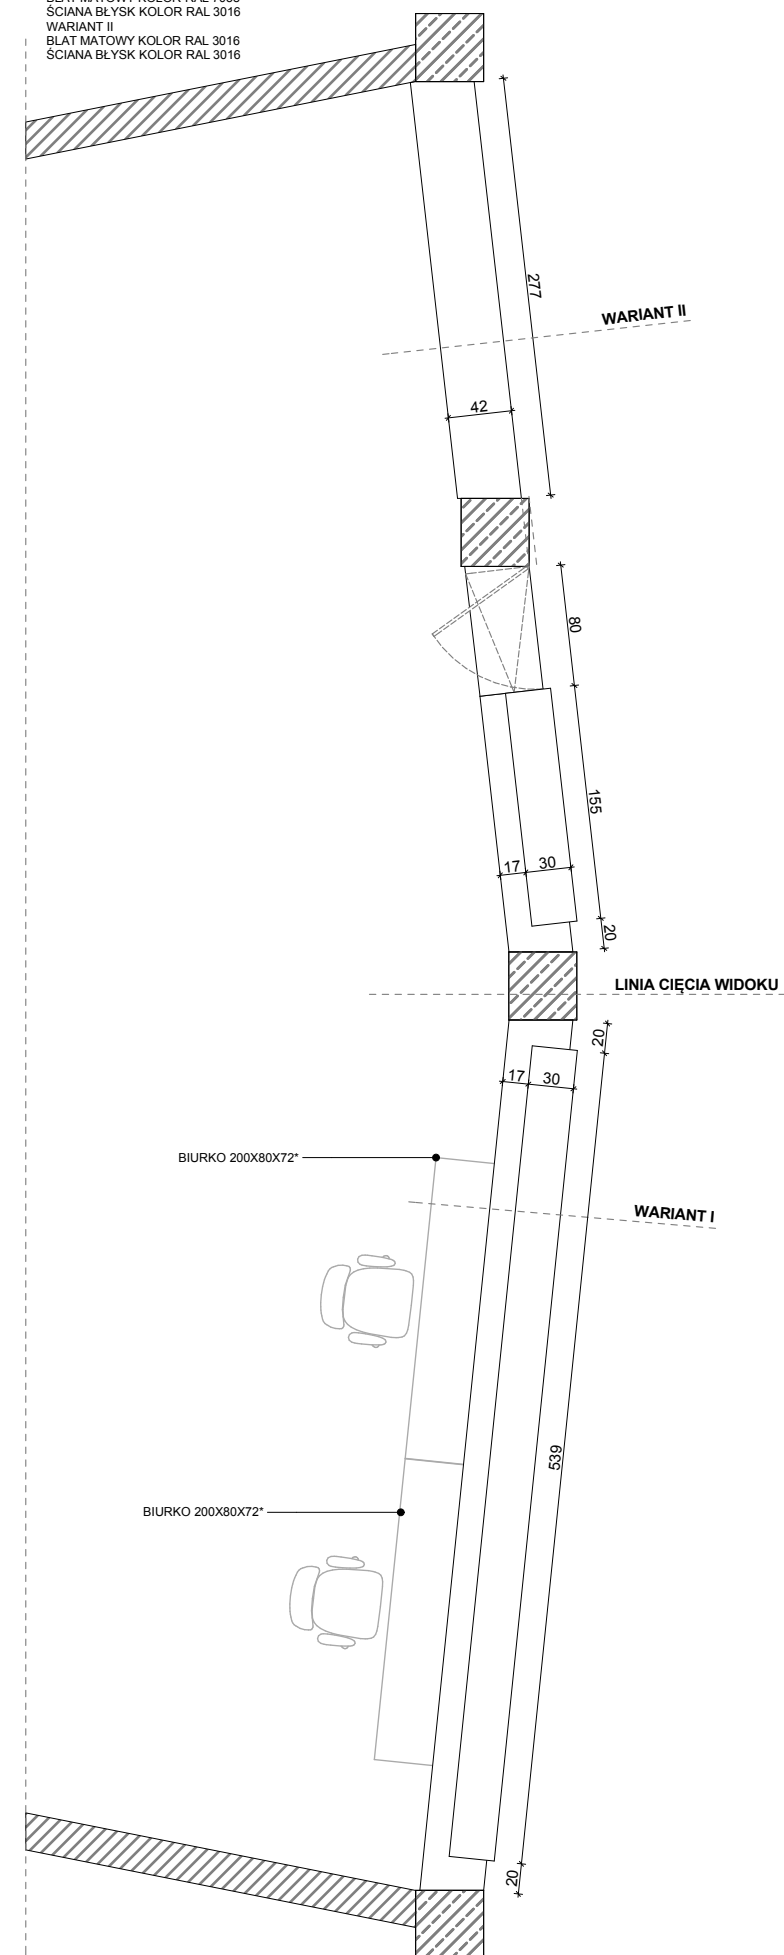 ŚCIANA BŁYSK KOLOR RAL 3016
WARIANT II
BLAT MATOWY KOLOR RAL 3016
ŚCIANA BŁYSK KOLOR RAL 3016
277
WARIANT II
42
80
155
17
30
20
LINIA CIĘCIA WIDOKU
20
17
30
BIURKO 200X80X72*
WARIANT I
539
BIURKO 200X80X72*
20